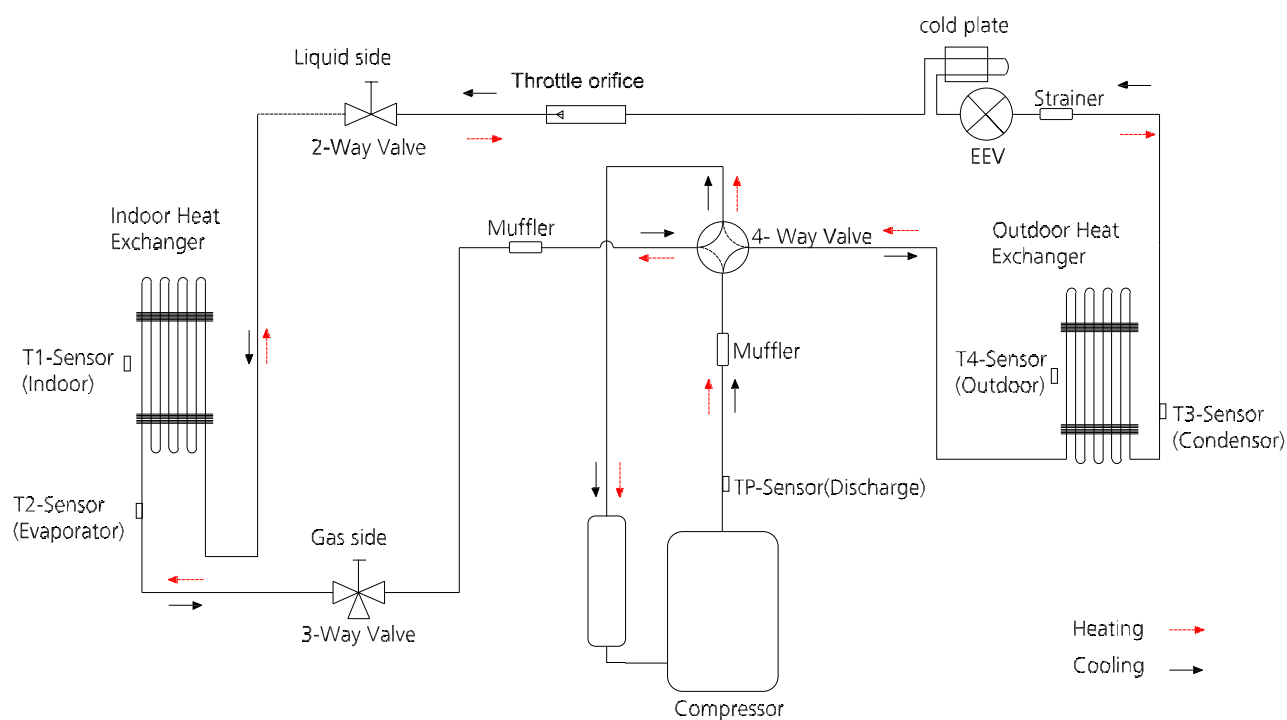 cold plate
Liquid side
Throttle orifice
Strainer
2-Way Valve
EEV
Indoor Heat
Exchanger
Muffler
4- Way Valve
Outdoor Heat
Exchanger
T1-Sensor
(Indoor)
Muffler
T4-Sensor
(Outdoor)
T3-Sensor
(Condensor)
T2-Sensor
(Evaporator)
TP-Sensor(Discharge)
Gas side
3-Way Valve
Heating
Cooling
Compressor